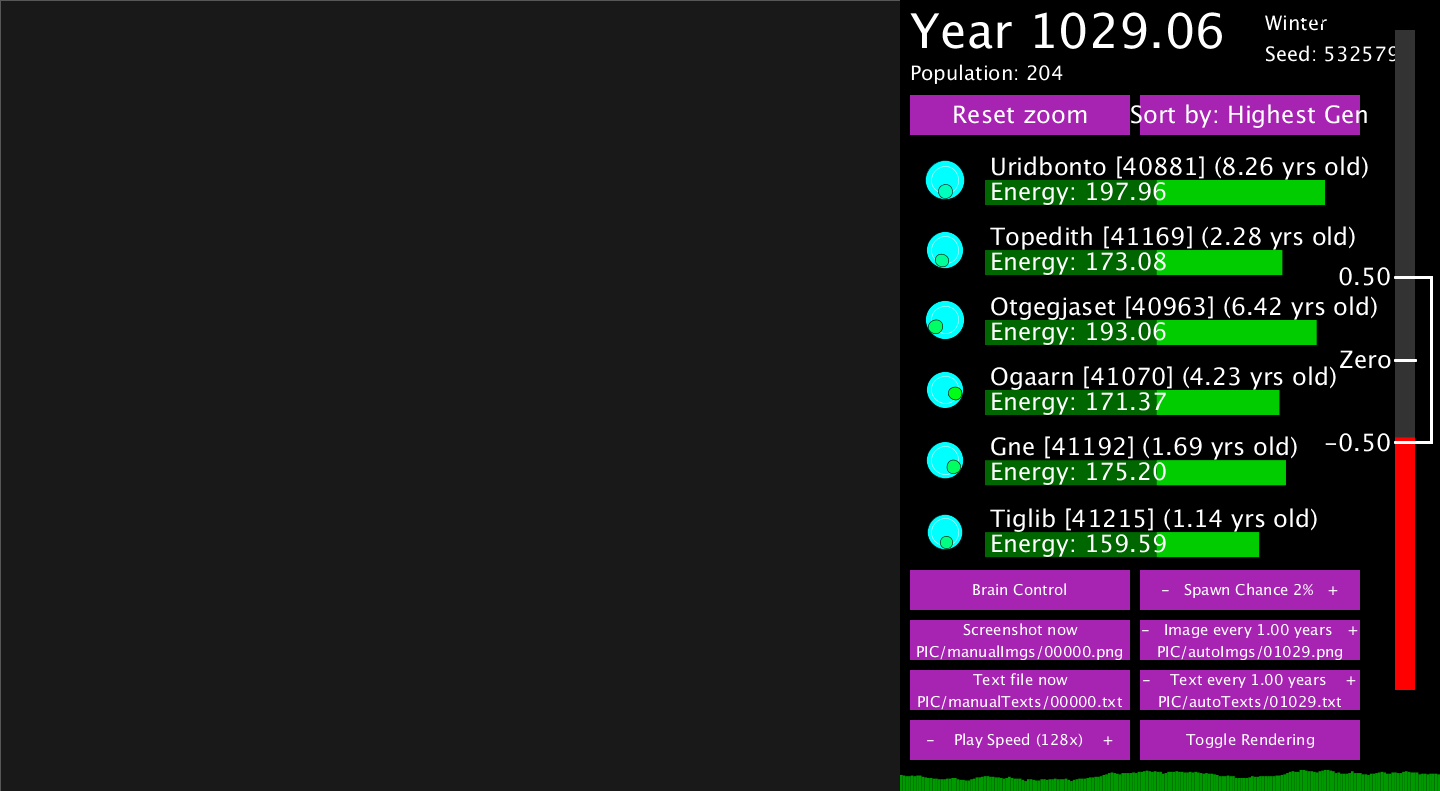 Year 1029.06
Winter
Seed: 532579
Population: 204
Reset zoom
Sort by: Highest Gen
Uridbonto [40881] (8.26 yrs old)
Energy: 197.96
Topedith [41169] (2.28 yrs old)
Energy: 173.08
0.50
Otgegjaset [40963] (6.42 yrs old)
Energy: 193.06
Zero
Ogaarn [41070] (4.23 yrs old)
Energy: 171.37
-0.50
Gne [41192] (1.69 yrs old)
Energy: 175.20
Tiglib [41215] (1.14 yrs old)
Energy: 159.59
Brain Control
- Spawn Chance 2% +
Screenshot now
PIC/manualImgs/00000.png
- Image every 1.00 years +
PIC/autoImgs/01029.png
Text file now
PIC/manualTexts/00000.txt
- Text every 1.00 years +
PIC/autoTexts/01029.txt
- Play Speed (128x) +
Toggle Rendering